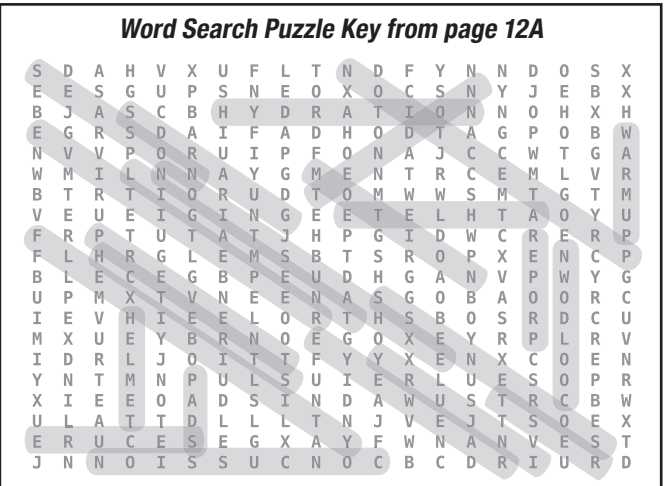 Word Search Puzzle Key from page 12A
S D A H V X U F L T N D F Y N N D O S X
E E S G U P S N E O X O C S N Y J E B X
B J A S C B H Y D R A T I O N N O H X H
E G R S D A I F A D H O D T A G P O B W
N V V P O R U I P F O N A J C C W T G A
W M I L N N A Y G M E N T R C E M L V R
B T R T I O R U D T O M W W S M T G T M
V E U E I G I N G E E T E L H T A O Y U
F R P T U T A T J H P G I D W C R E R P
F L H R G L E M S B T S R O P X E N C P
B L E C E G B P E U D H G A N V P W Y G
U P M X T V N E E N A S G O B A O O R C
I E V H I E E L O R T H S B O S R D C U
M X U E Y B R N O E G O X E Y R P L R V
I D R L J O I T T F Y Y X E N X C O E N
Y N T M N P U L S U I E R L U E S O P R
X I E E O A D S I N D A W U S T R C B W
U L A T T D L L L T N J V E J T S O E X
E R U C E S E G X A Y F W N A N V E S T
J N N O I S S U C N O C B C D R I U R D